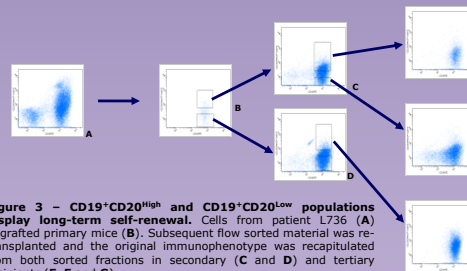 A
B
C
D
gure 3 – CD19⁺CD20ᴴⁱᵍʰ and CD19⁺CD20ᴸᵒʷ populations
splay long-term self-renewal. Cells from patient L736 (A)
grafted primary mice (B). Subsequent flow sorted material was re-
ansplanted and the original immunophenotype was recapitulated
om both sorted fractions in secondary (C and D) and tertiary